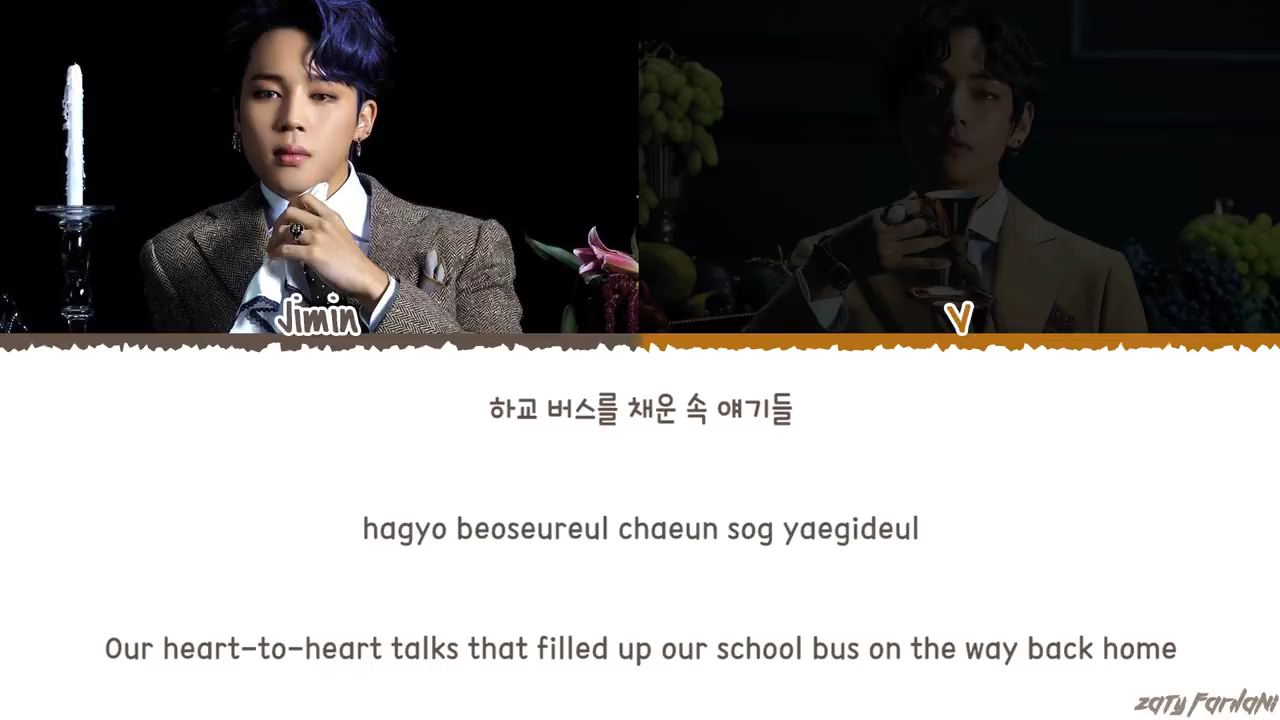 Jimin
V
하교 버스를 채운 속 얘기들
hagyo beoseureul chaeun sog yaegideul
Our heart-to-heart talks that filled up our school bus on the way back home
Zaty Farhani